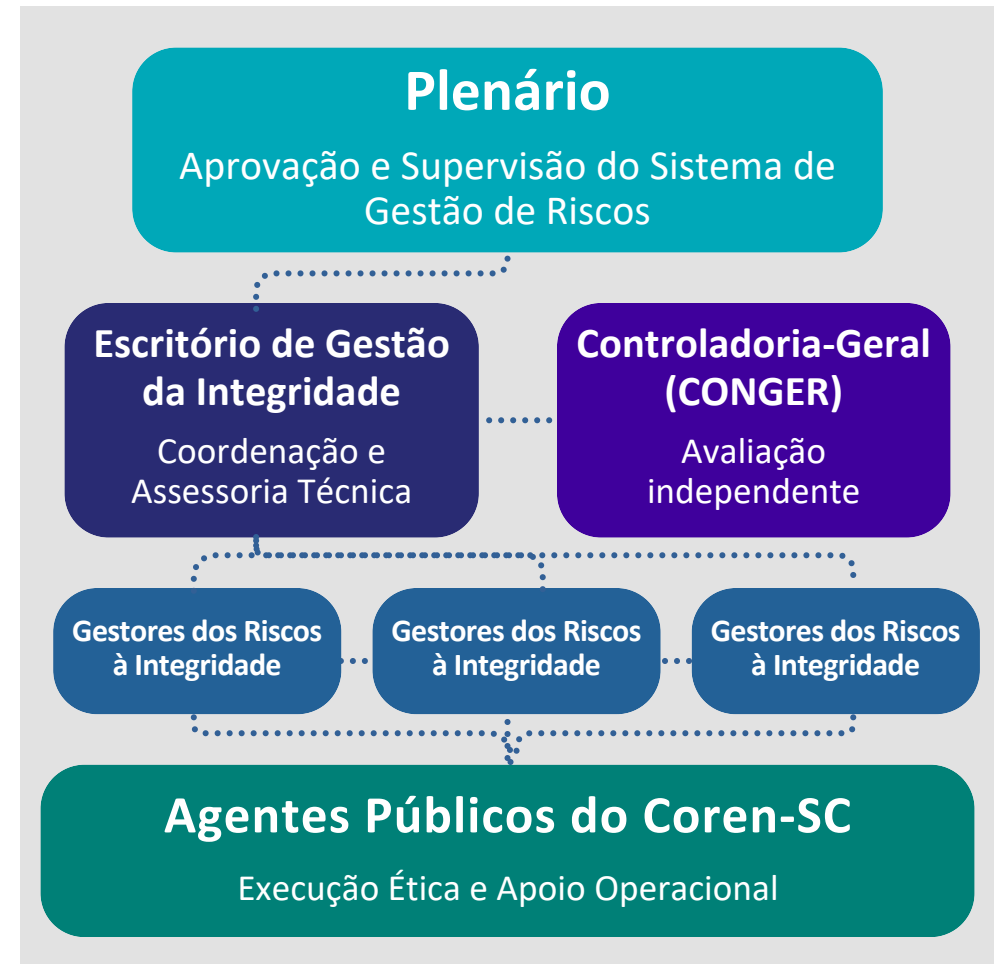 Plenário
Aprovação e Supervisão do Sistema de
Gestão de Riscos
Escritório de Gestão
da Integridade
Coordenação e
Assessoria Técnica
Controladoria-Geral
(CONGER)
Avaliação
independente
Gestores dos Riscos
à Integridade
Gestores dos Riscos
à Integridade
Gestores dos Riscos
à Integridade
Agentes Públicos do Coren-SC
Execução Ética e Apoio Operacional